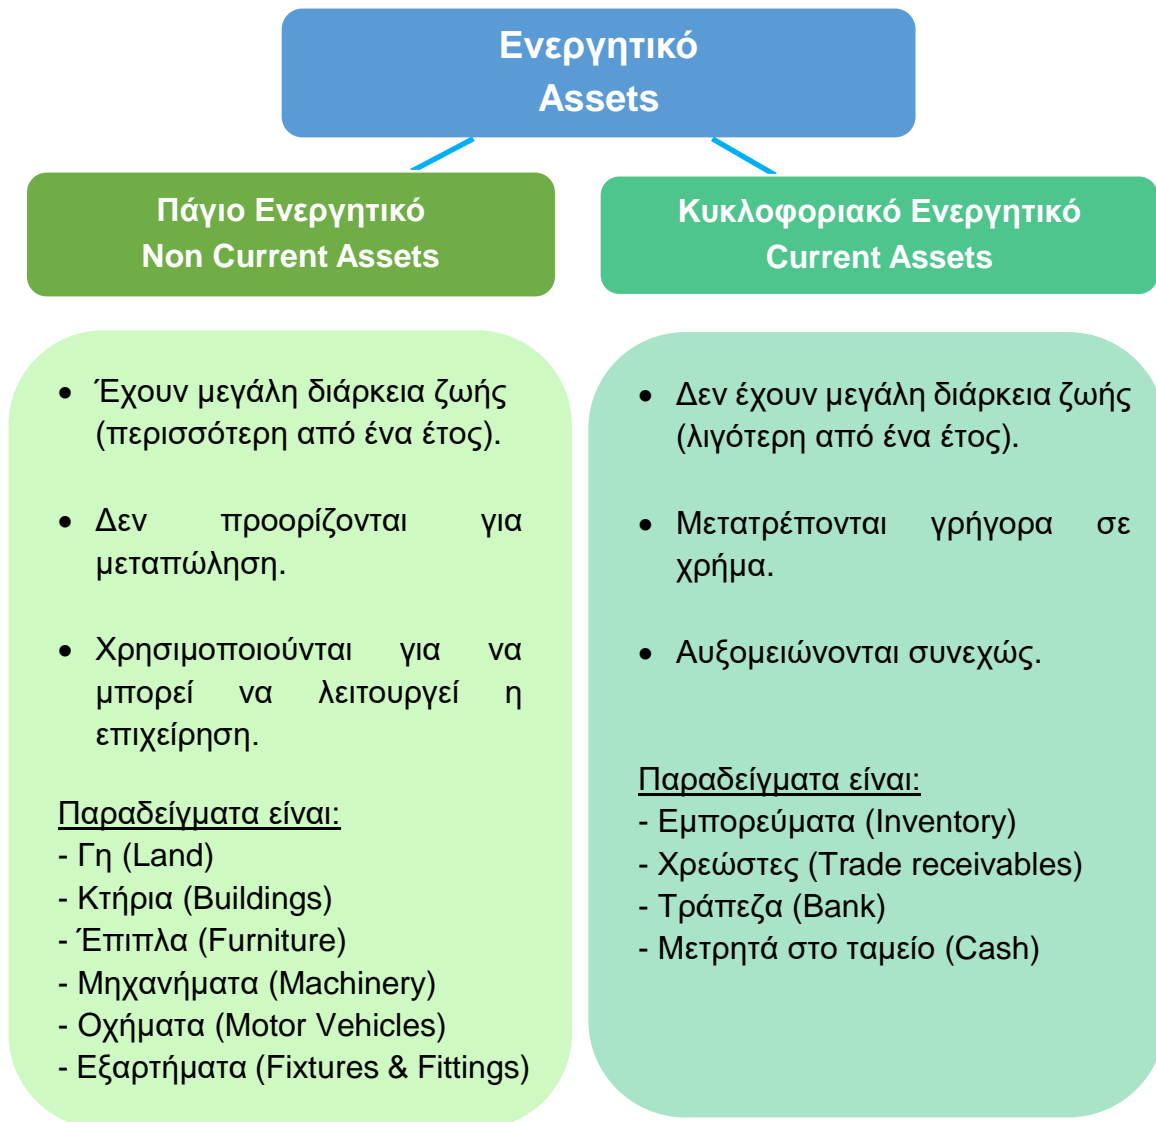 Ενεργητικό
Assets
Πάγιο Ενεργητικό
Non Current Assets
Κυκλοφοριακό Ενεργητικό
Current Assets
• Έχουν μεγάλη διάρκεια ζωής
(περισσότερη από ένα έτος).
• Δεν προορίζονται για
μεταπώληση.
• Χρησιμοποιούνται για να
μπορεί να λειτουργεί η
επιχείρηση.
Παραδείγματα είναι:
- Γη (Land)
- Κτήρια (Buildings)
- Έπιπλα (Furniture)
- Μηχανήματα (Machinery)
- Οχήματα (Motor Vehicles)
- Εξαρτήματα (Fixtures & Fittings)
• Δεν έχουν μεγάλη διάρκεια ζωής
(λιγότερη από ένα έτος).
• Μετατρέπονται γρήγορα σε
χρήμα.
• Αυξομειώνονται συνεχώς.
Παραδείγματα είναι:
- Εμπορεύματα (Inventory)
- Χρεώστες (Trade receivables)
- Τράπεζα (Bank)
- Μετρητά στο ταμείο (Cash)